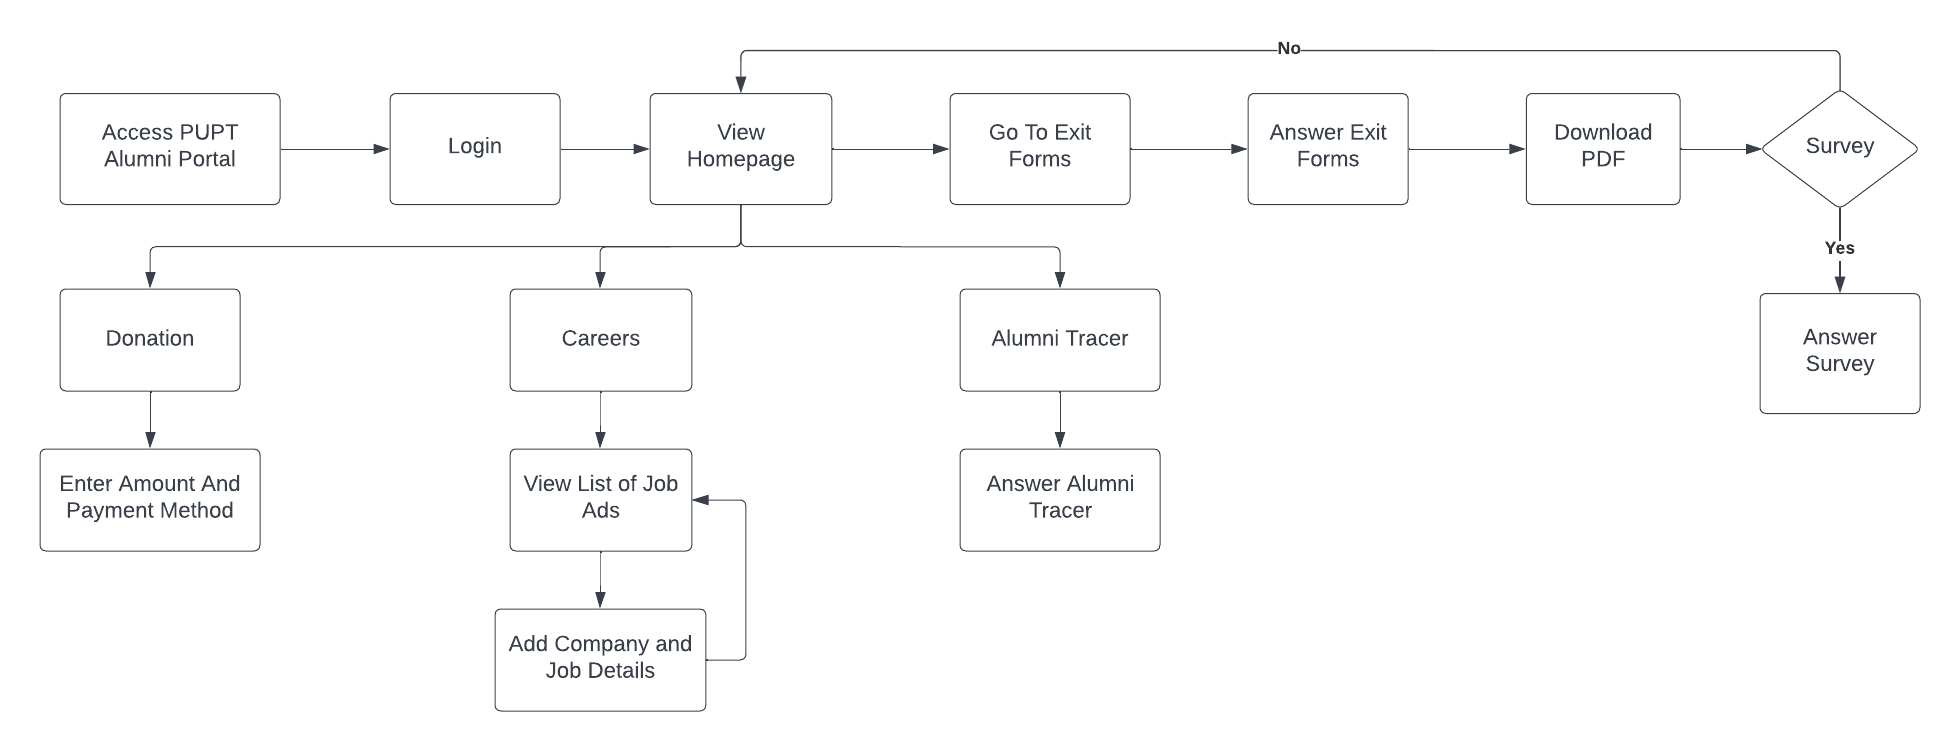 No
Access PUPT
Alumni Portal
Login
View
Homepage
Go To Exit
Forms
Answer Exit
Forms
Download
PDF
Survey
Yes
Donation
Careers
Alumni Tracer
Answer
Survey
Enter Amount And
Payment Method
View List of Job
Ads
Answer Alumni
Tracer
Add Company and
Job Details